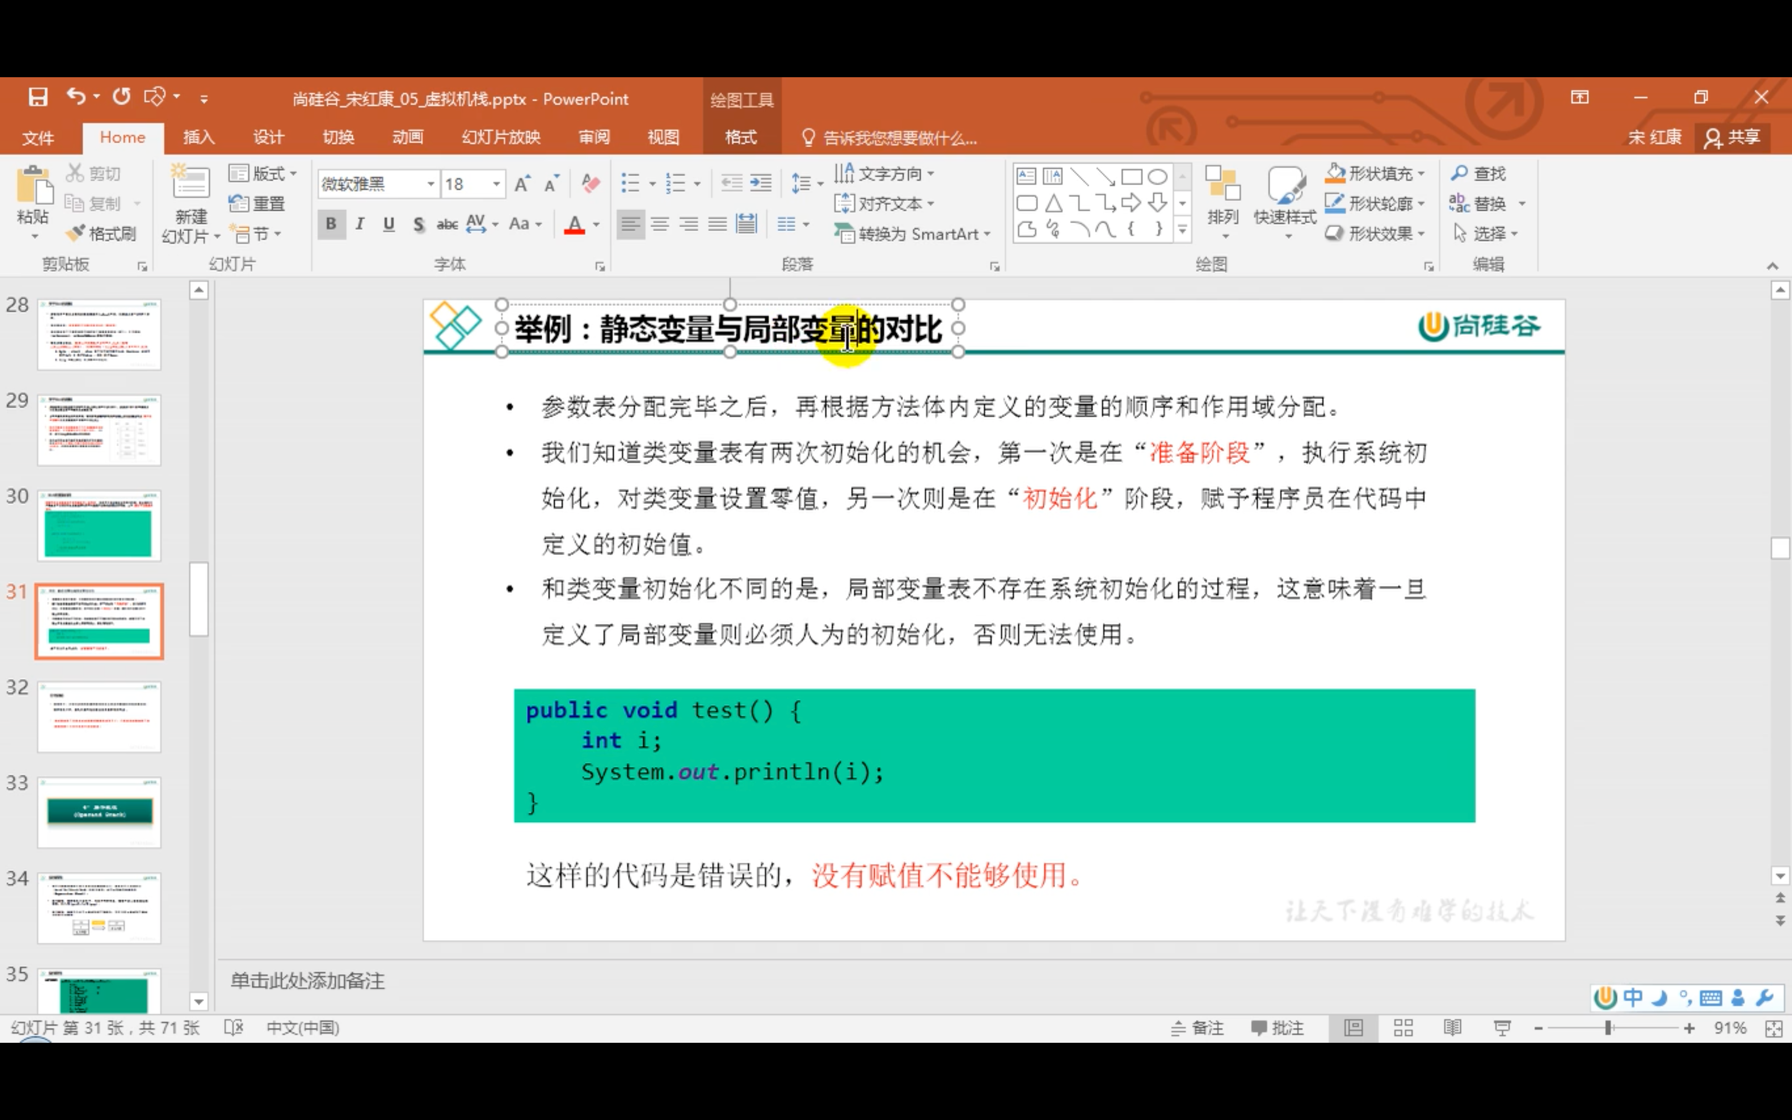 尚硅谷_宋红康_05_虚拟机栈.pptx - PowerPoint
绘图工具
文件 Home 插入 设计 切换 动画 幻灯片放映 审阅 视图 格式 告诉我您想要做什么... 宋 红康 共享
剪切
复制
格式刷
粘贴
剪贴板
新建
幻灯片
版式
重置
节
幻灯片
微软雅黑 18
B I U S abc AV Aa A
字体
文字方向
对齐文本
转换为 SmartArt
段落
排列
快速样式
形状填充
形状轮廓
形状效果
绘图
查找
替换
选择
编辑
28
29
30
31
32
33
34
35
举例：静态变量与局部变量的对比
尚硅谷
• 参数表分配完毕之后，再根据方法体内定义的变量的顺序和作用域分配。
• 我们知道类变量表有两次初始化的机会，第一次是在“准备阶段”，执行系统初
始化，对类变量设置零值，另一次则是在“初始化”阶段，赋予程序员在代码中
定义的初始值。
• 和类变量初始化不同的是，局部变量表不存在系统初始化的过程，这意味着一旦
定义了局部变量则必须人为的初始化，否则无法使用。
public void test() {
int i;
System.out.println(i);
}
这样的代码是错误的，没有赋值不能够使用。
让天下没有难学的技术
单击此处添加备注
中
幻灯片 第 31 张，共 71 张 中文(中国) 备注 批注 91%